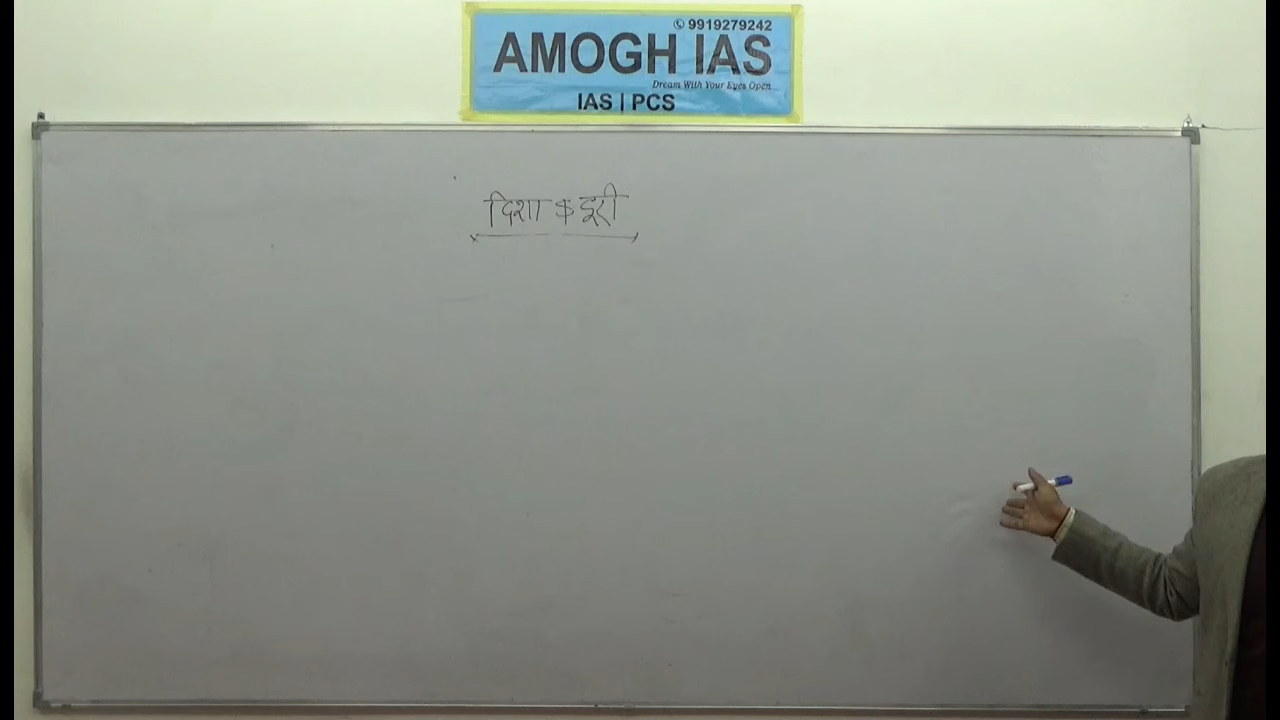 9919279242
AMOGH IAS
Dream With Your Eyes Open
IAS | PCS
दिशा & दूरी